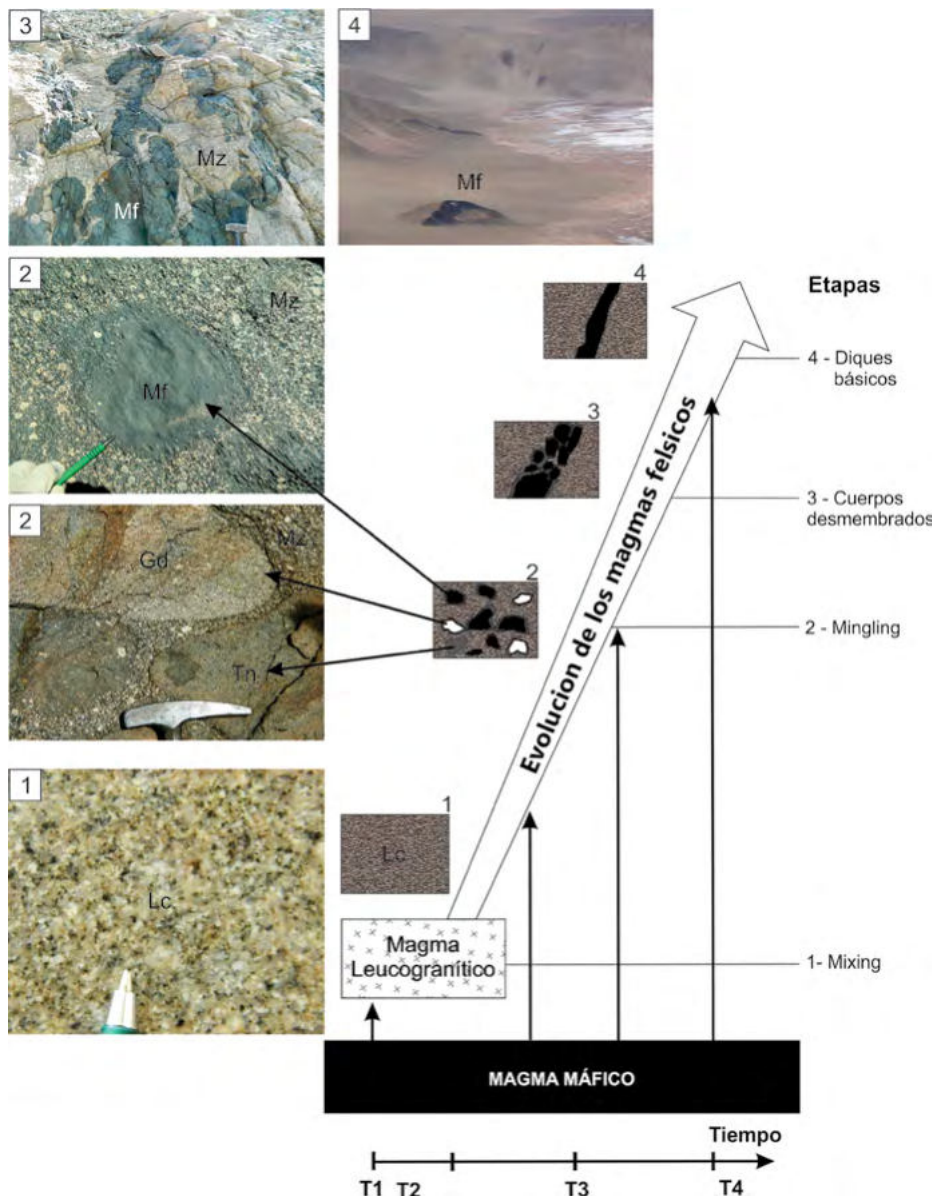 3
Mz
Mf
4
Mf
2
Mz
Mf
2
Gd
Mz
Tn
1
Lc
4
3
2
1
Lc
Magma
Leucogranítico
Evolucion de los magmas felsicos
Etapas
4 - Diques
básicos
3 - Cuerpos
desmembrados
2 - Mingling
1- Mixing
MAGMA MÁFICO
Tiempo
T1 T2 T3 T4